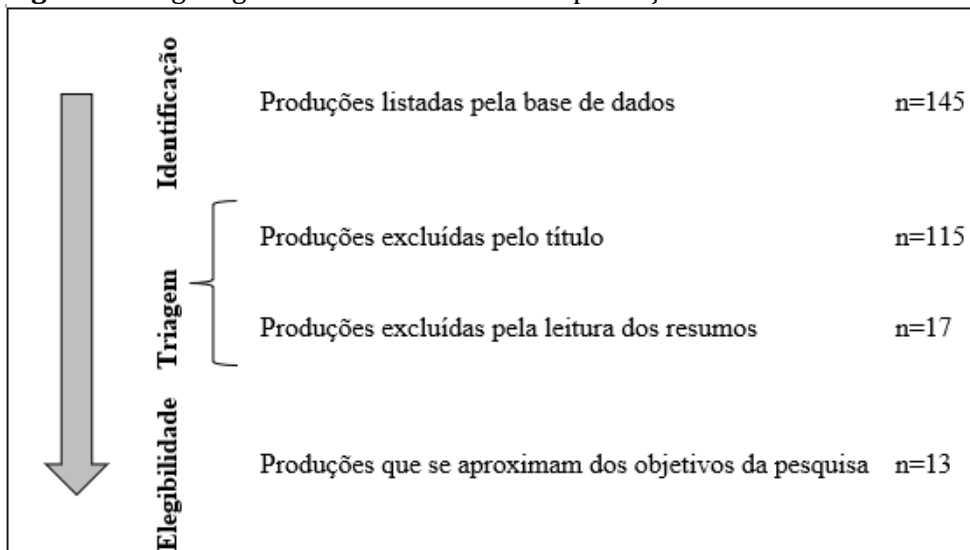 Identificação
Produções listadas pela base de dados n=145
Triagem
Produções excluídas pelo título n=115
Produções excluídas pela leitura dos resumos n=17
Elegibilidade
Produções que se aproximam dos objetivos da pesquisa n=13